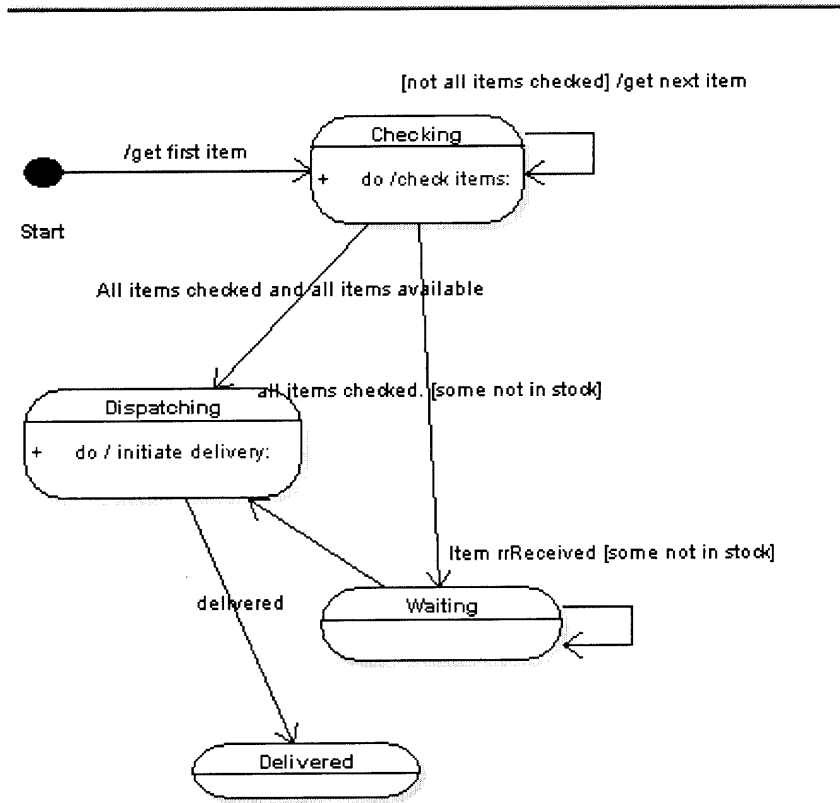 [not all items checked] /get next item
Checking
/get first item
+ do /check items:
Start
All items checked and all items available
all items checked. [some not in stock]
Dispatching
+ do / initiate delivery:
Item rrReceived [some not in stock]
delivered
Waiting
Delivered